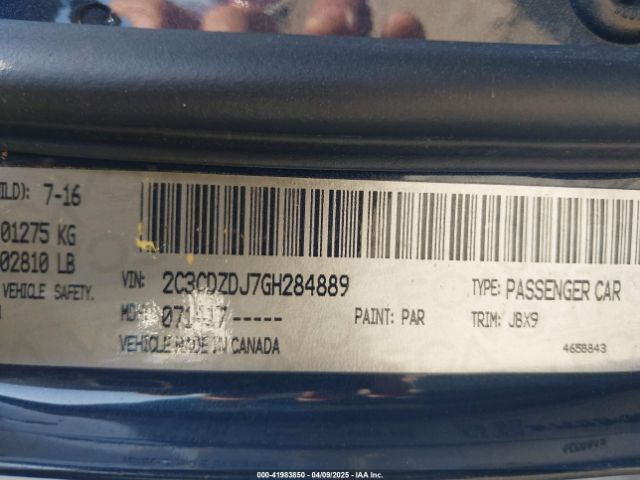 ILD): 7-16
01275 KG
02810 LB
VEHICLE SAFETY.
VIN: 2C3CDZDJ7GH284889
TYPE: PASSENGER CAR
PAINT: PAR
TRIM: JBX9
VEHICLE MADE IN CANADA
4658843
000-41983850 - 04/09/2025 - IAA Inc.